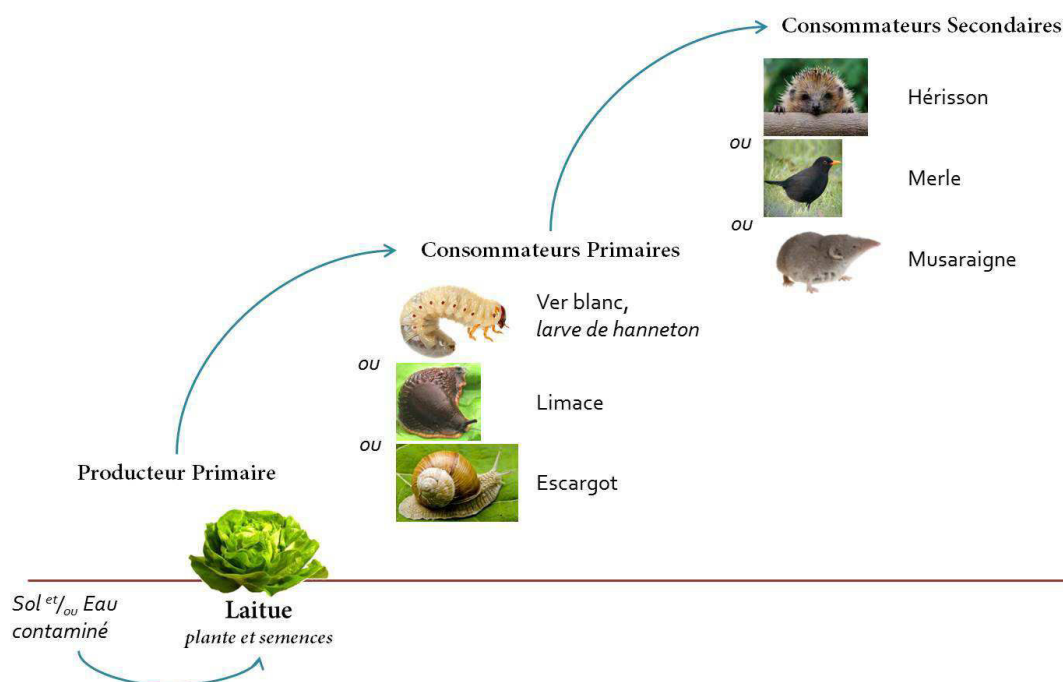 Consommateurs Secondaires
Hérisson
ou
Merle
ou
Musaraigne
Consommateurs Primaires
Ver blanc,
larve de hanneton
ou
Limace
ou
Escargot
Producteur Primaire
Sol et/ou Eau
contaminé
Laitue
plante et semences